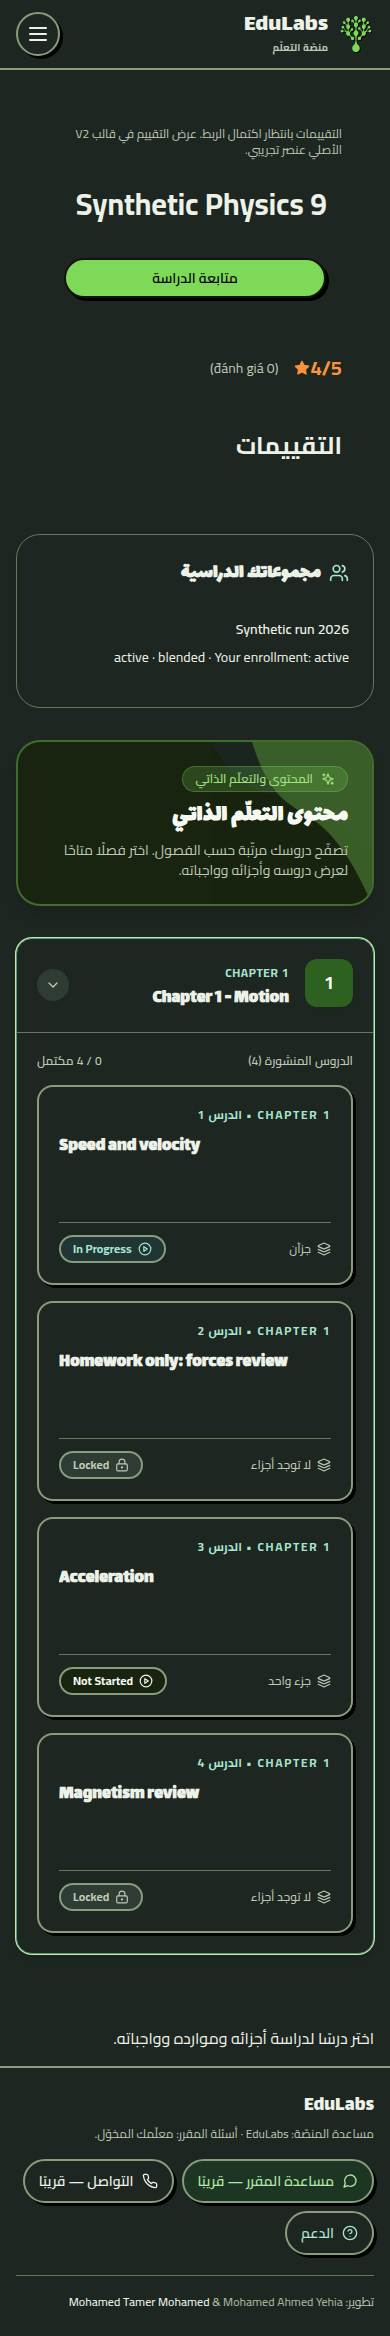 EduLabs
منصّة التعلّم
التقييمات بانتظار اكتمال الربط. عرض التقييم في قالب V2
الأصلي عنصر تجريبي.
Synthetic Physics 9
متابعة الدراسة
4/5 (0 đánh giá)
التقييمات
مجموعاتك الدراسية
Synthetic run 2026
active · blended · Your enrollment: active
المحتوى والتعلّم الذاتي
محتوى التعلّم الذاتي
تصفّح دروسك مرتّبة حسب الفصول. اختر فصلًا متاحًا
لعرض دروسه وأجزائه وواجباته.
1
CHAPTER 1
Chapter 1 - Motion
الدروس المنشورة (4)
0 / 4 مكتمل
CHAPTER 1 • الدرس 1
Speed and velocity
جزآن
In Progress
CHAPTER 1 • الدرس 2
Homework only: forces review
لا توجد أجزاء
Locked
CHAPTER 1 • الدرس 3
Acceleration
جزء واحد
Not Started
CHAPTER 1 • الدرس 4
Magnetism review
لا توجد أجزاء
Locked
اختر درسًا لدراسة أجزائه وموارده وواجباته.
EduLabs
مساعدة المنصّة: EduLabs · أسئلة المقرر: معلّمك المخوّل.
مساعدة المقرر — قريبًا
التواصل — قريبًا
الدعم
تطوير: Mohamed Tamer Mohamed & Mohamed Ahmed Yehia